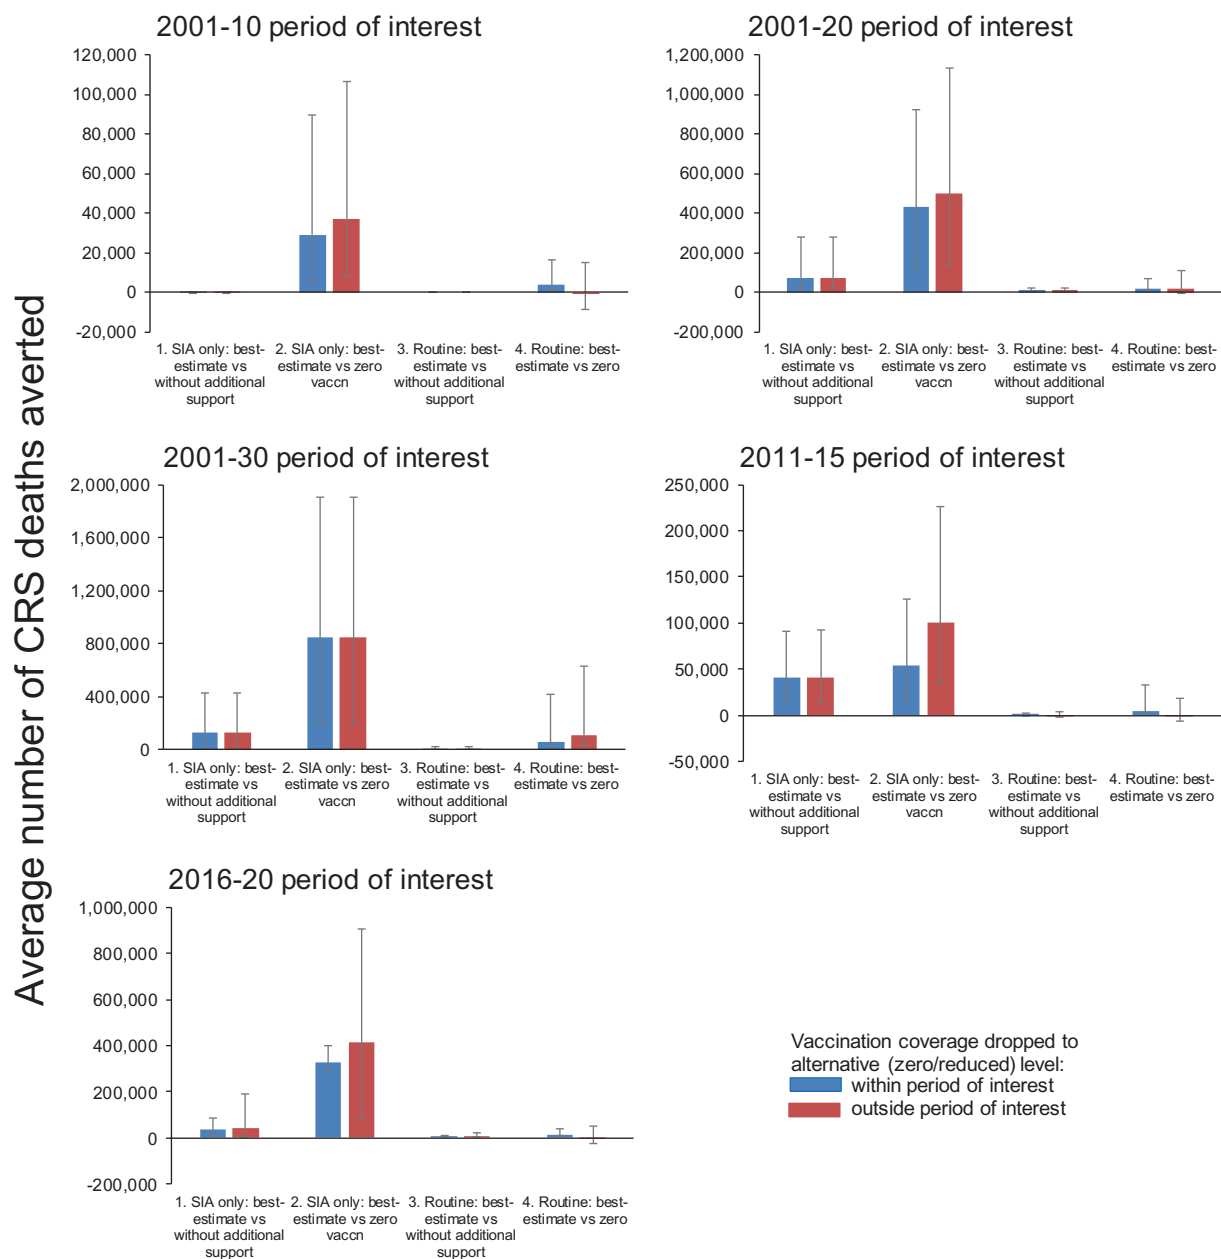 Average number of CRS deaths averted
2001-10 period of interest
120,000
100,000
80,000
60,000
40,000
20,000
0
-20,000
1. SIA only: best-
estimate vs
without additional
support
2. SIA only: best-
estimate vs zero
vaccn
3. Routine: best-
estimate vs
without additional
support
4. Routine: best-
estimate vs zero
2001-20 period of interest
1,200,000
1,000,000
800,000
600,000
400,000
200,000
0
-200,000
1. SIA only: best-
estimate vs
without additional
support
2. SIA only: best-
estimate vs zero
vaccn
3. Routine: best-
estimate vs
without additional
support
4. Routine: best-
estimate vs zero
2001-30 period of interest
2,000,000
1,600,000
1,200,000
800,000
400,000
0
1. SIA only: best-
estimate vs
without additional
support
2. SIA only: best-
estimate vs zero
vaccn
3. Routine: best-
estimate vs
without additional
support
4. Routine: best-
estimate vs zero
2011-15 period of interest
250,000
200,000
150,000
100,000
50,000
0
-50,000
1. SIA only: best-
estimate vs
without additional
support
2. SIA only: best-
estimate vs zero
vaccn
3. Routine: best-
estimate vs
without additional
support
4. Routine: best-
estimate vs zero
2016-20 period of interest
1,000,000
800,000
600,000
400,000
200,000
0
-200,000
1. SIA only: best-
estimate vs
without additional
support
2. SIA only: best-
estimate vs zero
vaccn
3. Routine: best-
estimate vs
without additional
support
4. Routine: best-
estimate vs zero
Vaccination coverage dropped to
alternative (zero/reduced) level:
within period of interest
outside period of interest